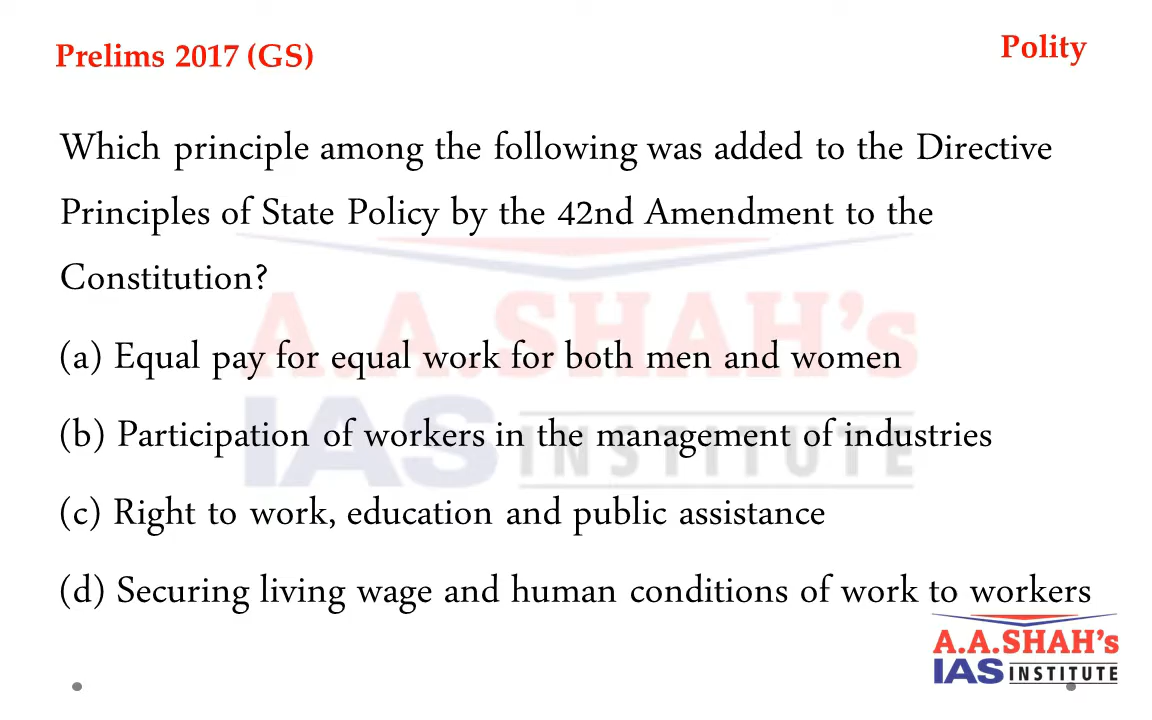 Prelims 2017 (GS)
Polity
Which principle among the following was added to the Directive
Principles of State Policy by the 42nd Amendment to the
Constitution?
(a) Equal pay for equal work for both men and women
(b) Participation of workers in the management of industries
(c) Right to work, education and public assistance
(d) Securing living wage and human conditions of work to workers
A.A.SHAH's
IAS INSTITUTE
A.A.SHAH's
IAS INSTITUTE